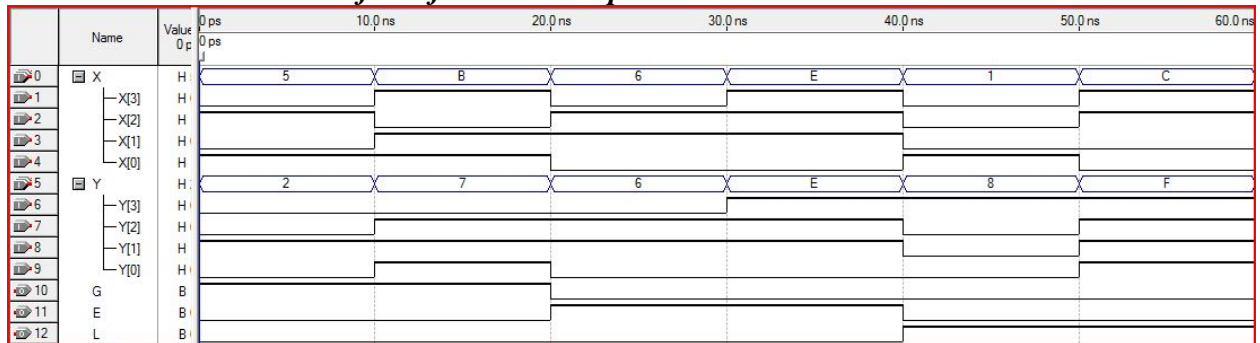 Name Value 0 ps 10.0 ns 20.0 ns 30.0 ns 40.0 ns 50.0 ns 60.0 ns
0 p 0 ps
0 X H 5 B 6 E 1 C
1 X[3] H
2 X[2] H
3 X[1] H
4 X[0] H
5 Y H 2 7 6 E 8 F
6 Y[3] H
7 Y[2] H
8 Y[1] H
9 Y[0] H
10 G B
11 E B
12 L B